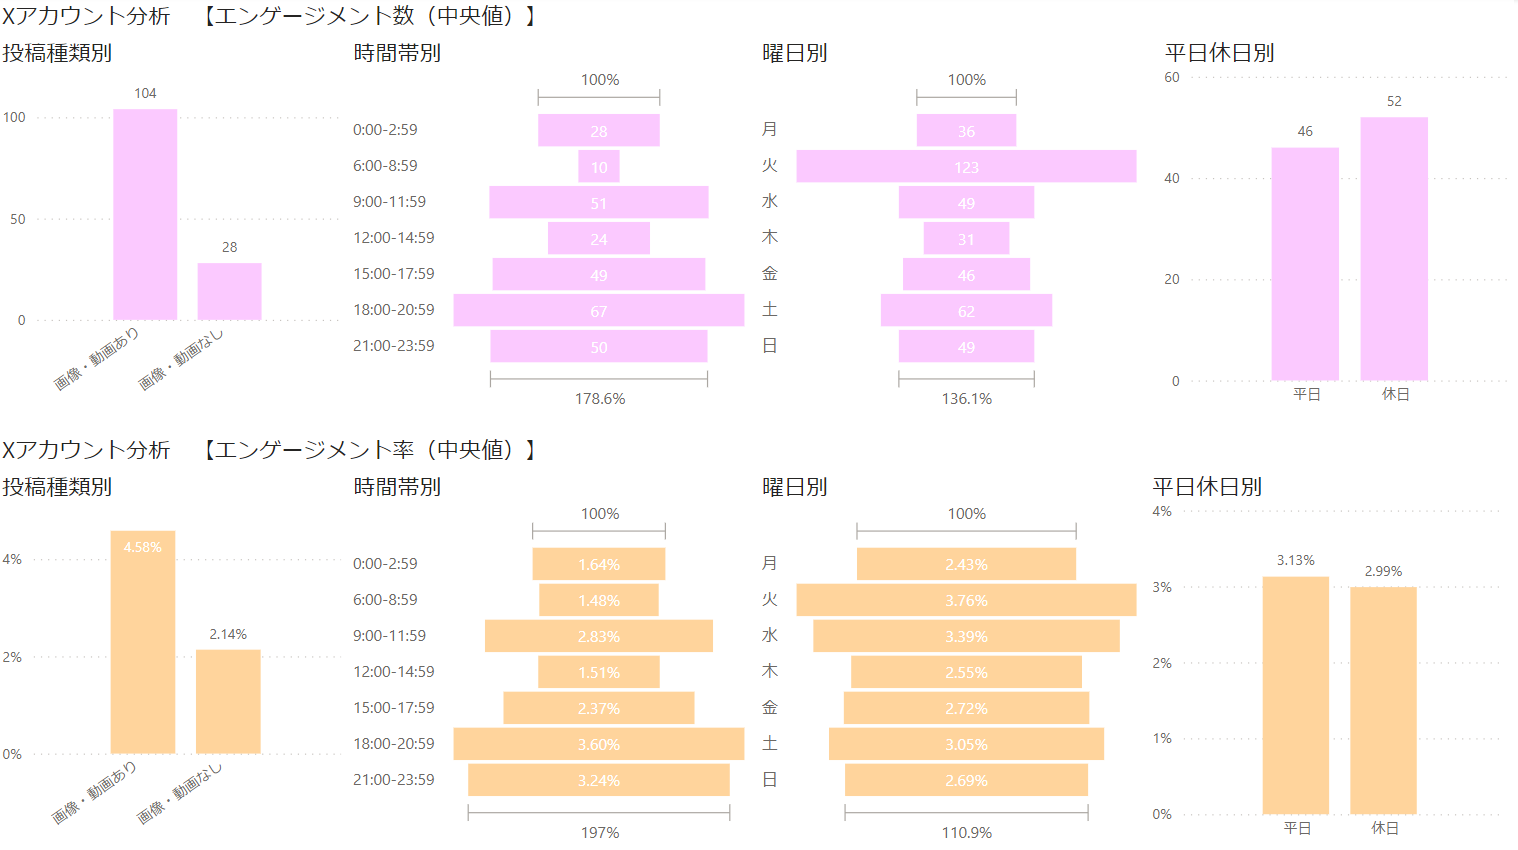 Xアカウント分析　【エンゲージメント数（中央値）】
投稿種類別
100
50
0
104
28
画像・動画あり
画像・動画なし
時間帯別
100%
0:00-2:59 28
6:00-8:59 10
9:00-11:59 51
12:00-14:59 24
15:00-17:59 49
18:00-20:59 67
21:00-23:59 50
178.6%
曜日別
100%
月 36
火 123
水 49
木 31
金 46
土 62
日 49
136.1%
平日休日別
60
40
20
0
46
52
平日
休日
Xアカウント分析　【エンゲージメント率（中央値）】
投稿種類別
4%
2%
0%
4.58%
2.14%
画像・動画あり
画像・動画なし
時間帯別
100%
0:00-2:59 1.64%
6:00-8:59 1.48%
9:00-11:59 2.83%
12:00-14:59 1.51%
15:00-17:59 2.37%
18:00-20:59 3.60%
21:00-23:59 3.24%
197%
曜日別
100%
月 2.43%
火 3.76%
水 3.39%
木 2.55%
金 2.72%
土 3.05%
日 2.69%
110.9%
平日休日別
4%
3%
2%
1%
0%
3.13%
2.99%
平日
休日